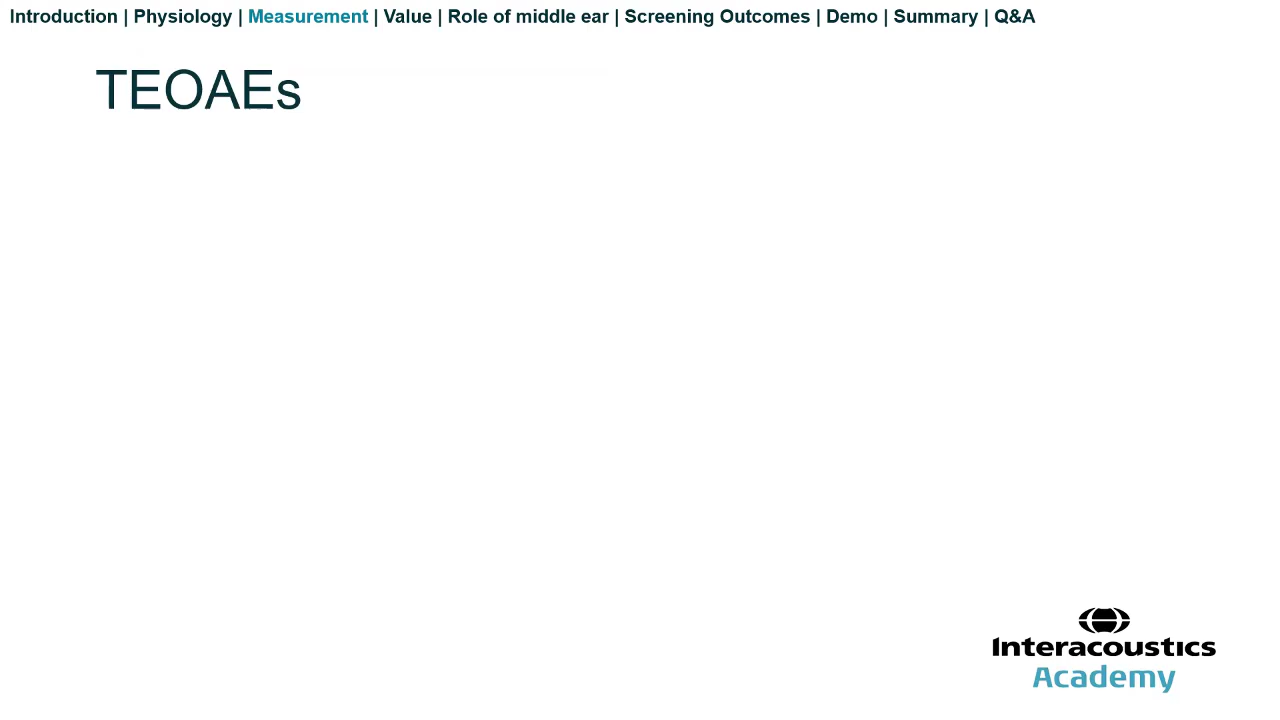 Introduction | Physiology | Measurement | Value | Role of middle ear | Screening Outcomes | Demo | Summary | Q&A
TEOAEs
Interacoustics
Academy